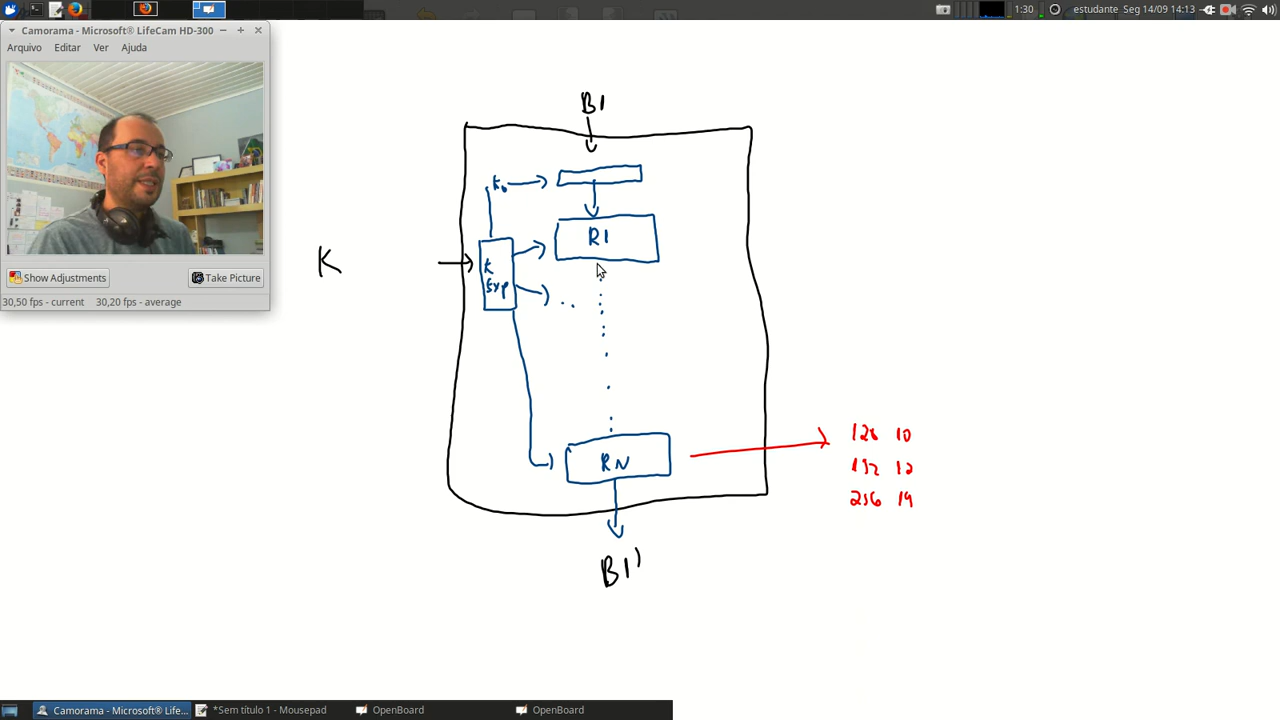 1:30 estudante Seg 14/09 14:13
Camorama - Microsoft® LifeCam HD-300
Arquivo Editar Ver Ajuda
Show Adjustments Take Picture
30,50 fps - current 30,20 fps - average
B1
K0
R1
K
K
Exp
RN
128 10
192 12
256 14
B1'
Camorama - Microsoft® Life... *Sem título 1 - Mousepad OpenBoard OpenBoard